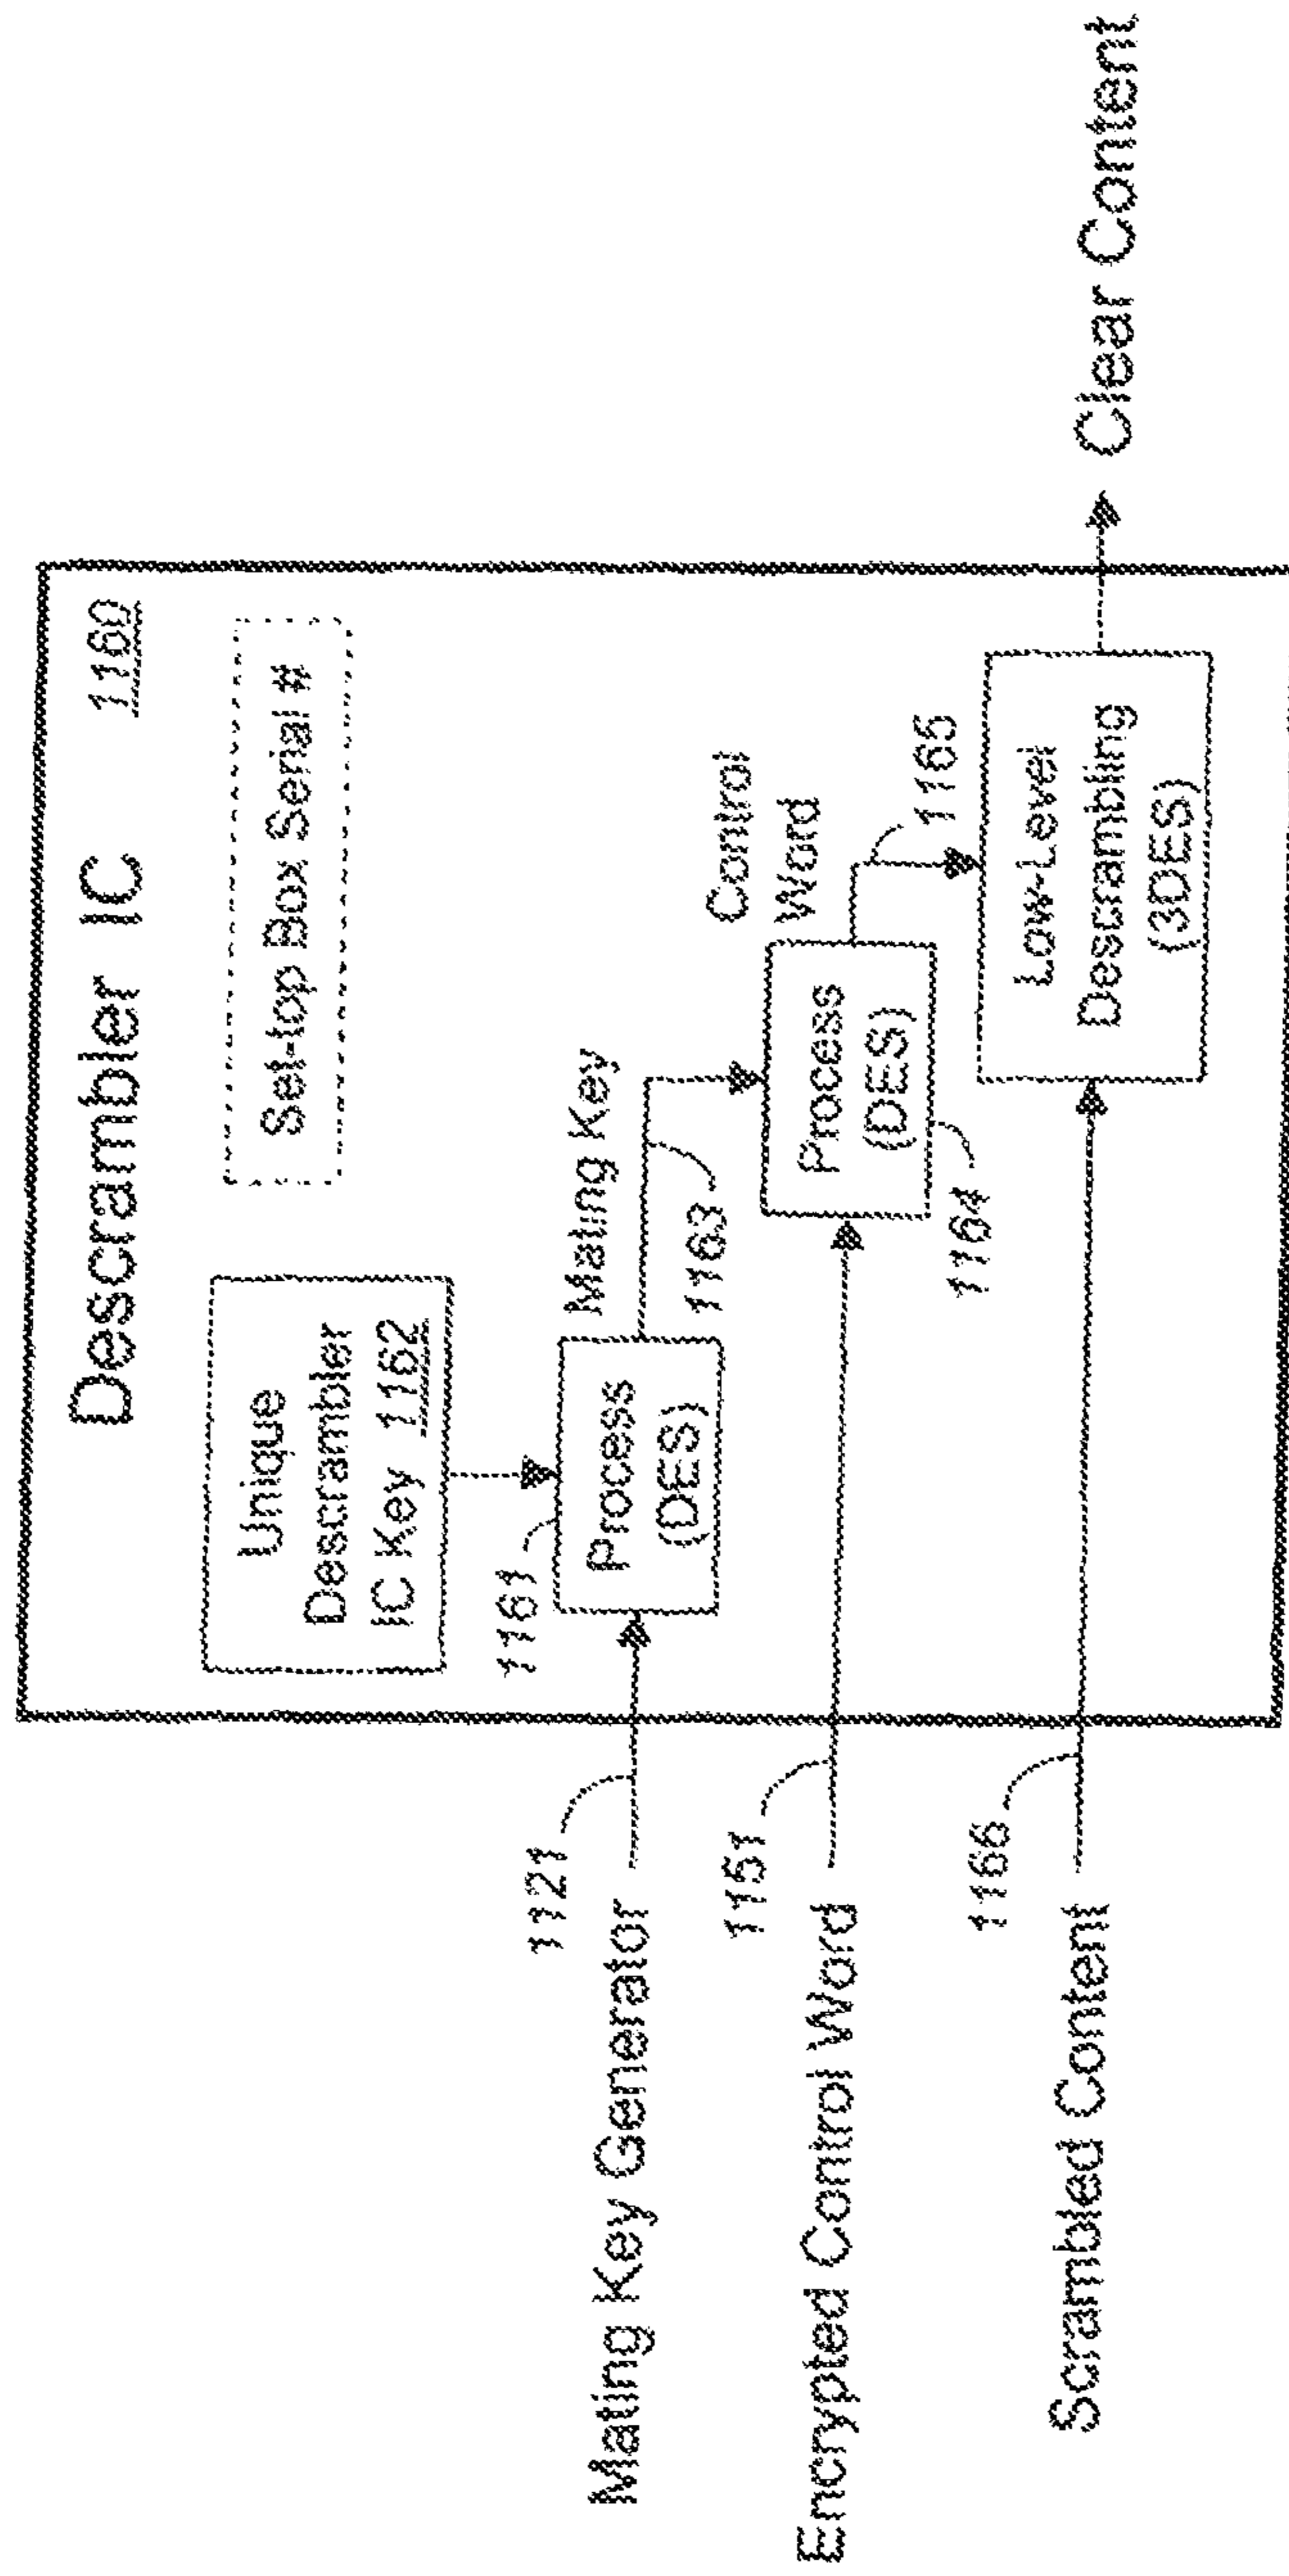 Descrambler IC 1160
Unique
Descrambler
IC Key 1162
Set-top Box Serial #
1161
1121
Mating Key Generator
Process
(DES)
Mating Key
1163
1151
Encrypted Control Word
Process
(DES)
1164
Control
Word
1165
1166
Scrambled Content
Low-Level
Descrambling
(3DES)
Clear Content